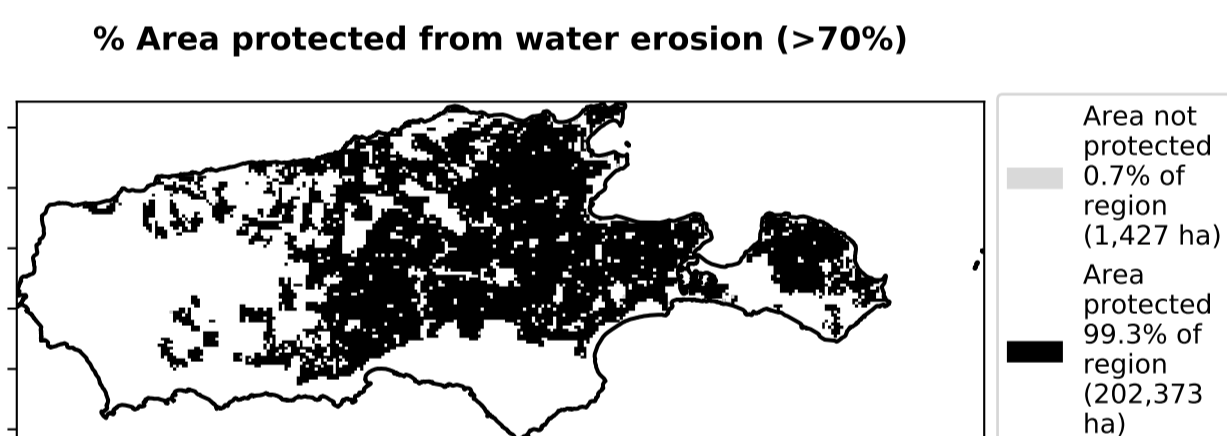 % Area protected from water erosion (>70%)
Area not
protected
0.7% of
region
(1,427 ha)
Area
protected
99.3% of
region
(202,373
ha)